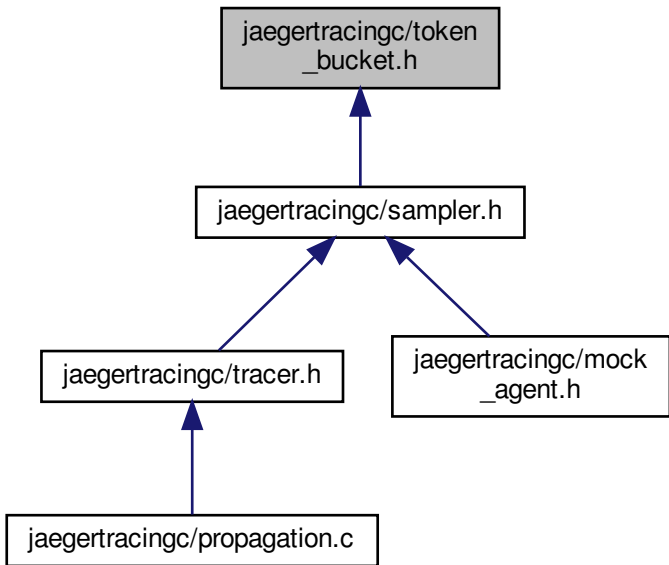 jaegertracingc/token
_bucket.h
jaegertracingc/sampler.h
jaegertracingc/tracer.h
jaegertracingc/mock
_agent.h
jaegertracingc/propagation.c